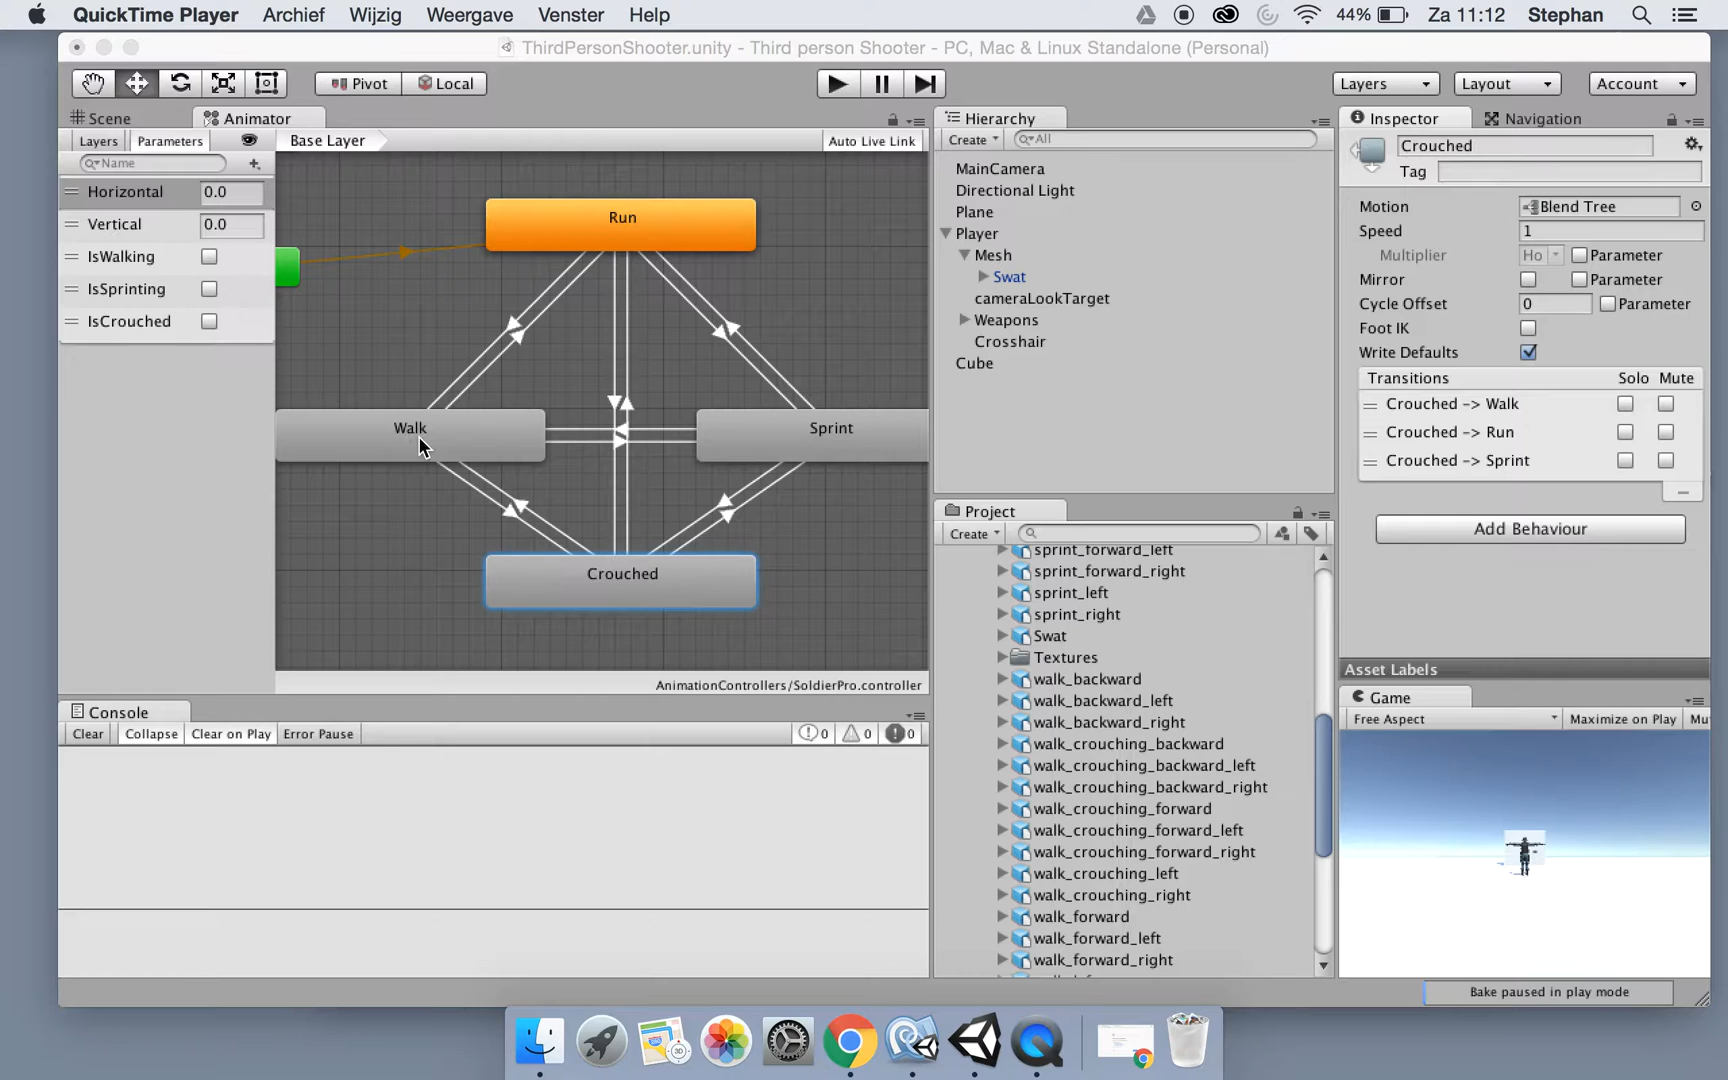 QuickTime Player Archief Wijzig Weergave Venster Help 44% Za 11:12 Stephan
ThirdPersonShooter.unity - Third person Shooter - PC, Mac & Linux Standalone (Personal)
Pivot Local Layers Layout Account
Scene Animator
Layers Parameters Base Layer Auto Live Link
Name
Horizontal 0.0
Vertical 0.0
IsWalking
IsSprinting
IsCrouched
Run
Walk
Sprint
Crouched
AnimationControllers/SoldierPro.controller
Console
Clear Collapse Clear on Play Error Pause 0 0 0
Hierarchy
Create All
MainCamera
Directional Light
Plane
Player
Mesh
Swat
cameraLookTarget
Weapons
Crosshair
Cube
Project
Create
sprint_forward_left
sprint_forward_right
sprint_left
sprint_right
Swat
Textures
walk_backward
walk_backward_left
walk_backward_right
walk_crouching_backward
walk_crouching_backward_left
walk_crouching_backward_right
walk_crouching_forward
walk_crouching_forward_left
walk_crouching_forward_right
walk_crouching_left
walk_crouching_right
walk_forward
walk_forward_left
walk_forward_right
Inspector Navigation
Crouched
Tag
Motion Blend Tree
Speed 1
Multiplier Ho Parameter
Mirror Parameter
Cycle Offset 0 Parameter
Foot IK
Write Defaults
Transitions Solo Mute
Crouched -> Walk
Crouched -> Run
Crouched -> Sprint
Add Behaviour
Asset Labels
Game
Free Aspect Maximize on Play Mu
Bake paused in play mode